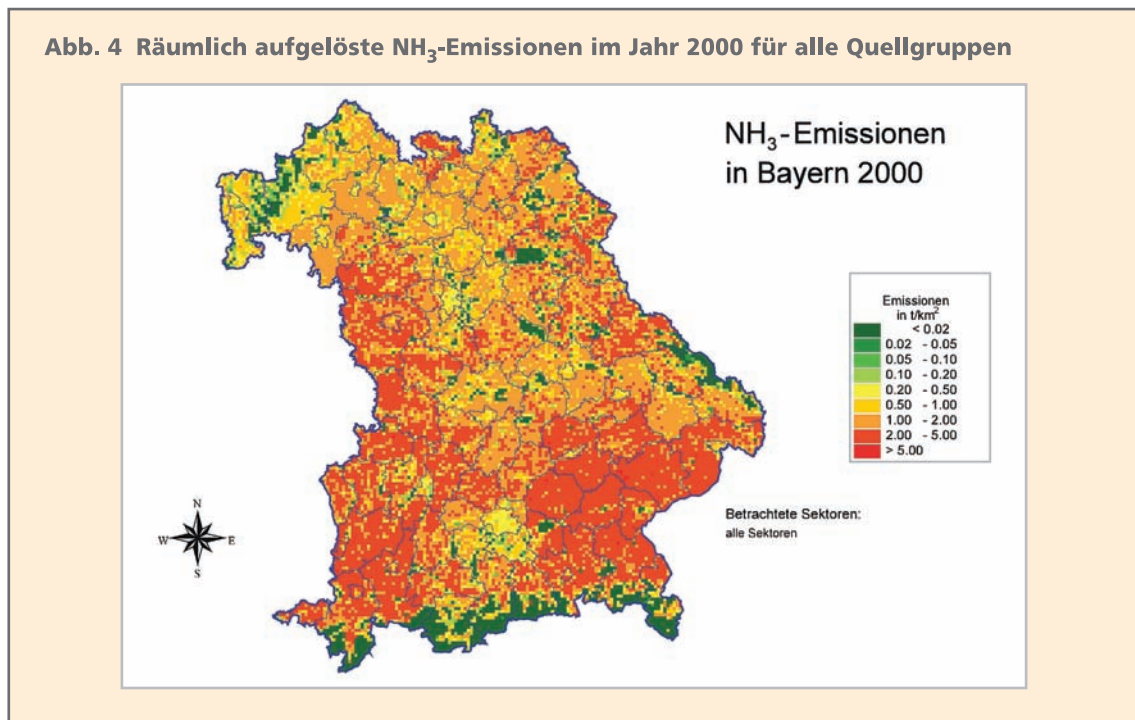 Abb. 4 Räumlich aufgelöste NH3-Emissionen im Jahr 2000 für alle Quellgruppen
NH3-Emissionen
in Bayern 2000
Emissionen
in t/km2
< 0.02
0.02 - 0.05
0.05 - 0.10
0.10 - 0.20
0.20 - 0.50
0.50 - 1.00
1.00 - 2.00
2.00 - 5.00
> 5.00
Betrachtete Sektoren:
alle Sektoren
N
W E
S